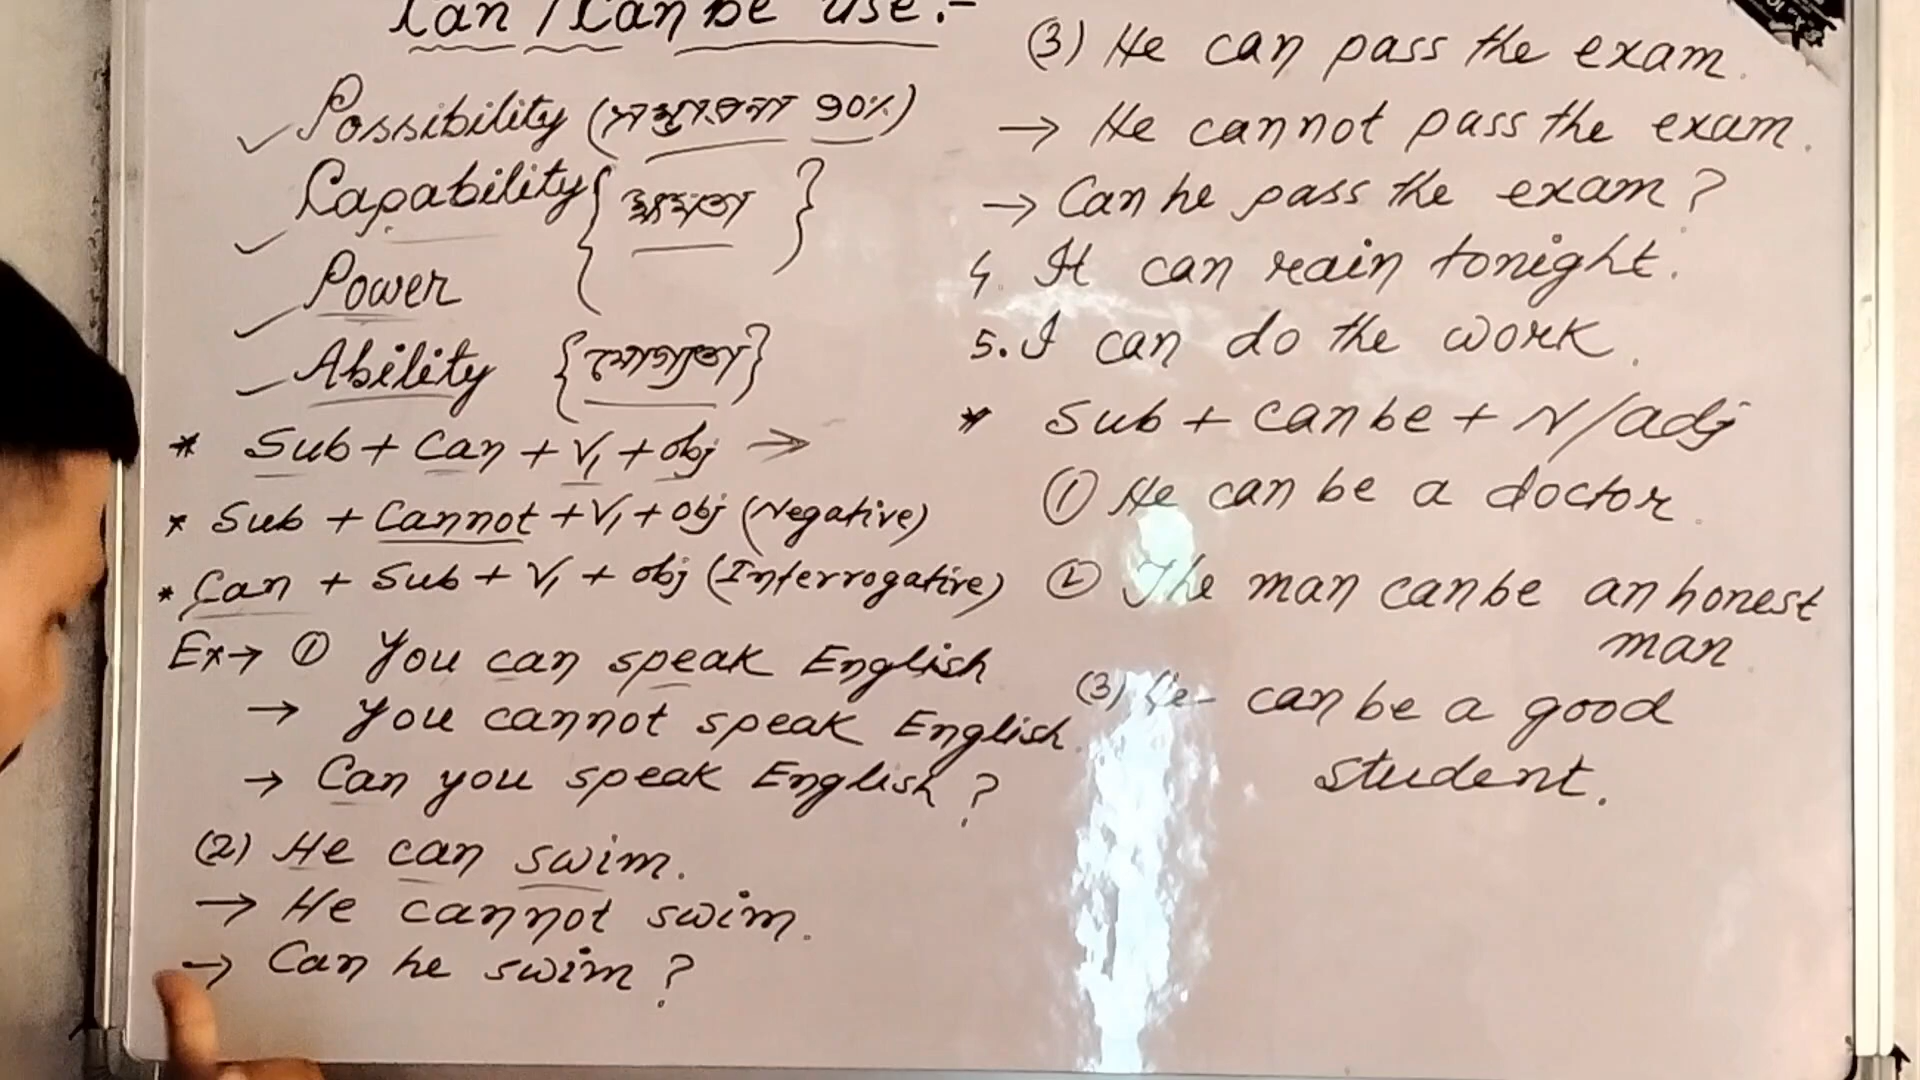 Can / Can be use :-
✓ Possibility (সম্ভাবনা 90%)
✓ Capability { ক্ষমতা }
✓ Power
✓ Ability { যোগ্যতা }
* Sub + Can + V₁ + obj →
* Sub + Cannot + V₁ + obj (Negative)
* Can + Sub + V₁ + obj (Interrogative)
Ex → ① You can speak English
→ You cannot speak English.
→ Can you speak English ?
(2) He can swim.
→ He cannot swim.
→ Can he swim ?
(3) He can pass the exam.
→ He cannot pass the exam.
→ Can he pass the exam ?
4. It can rain tonight.
5. I can do the work.
* Sub + can be + N/adj
① He can be a doctor.
② The man can be an honest
man.
(3) He can be a good
student.